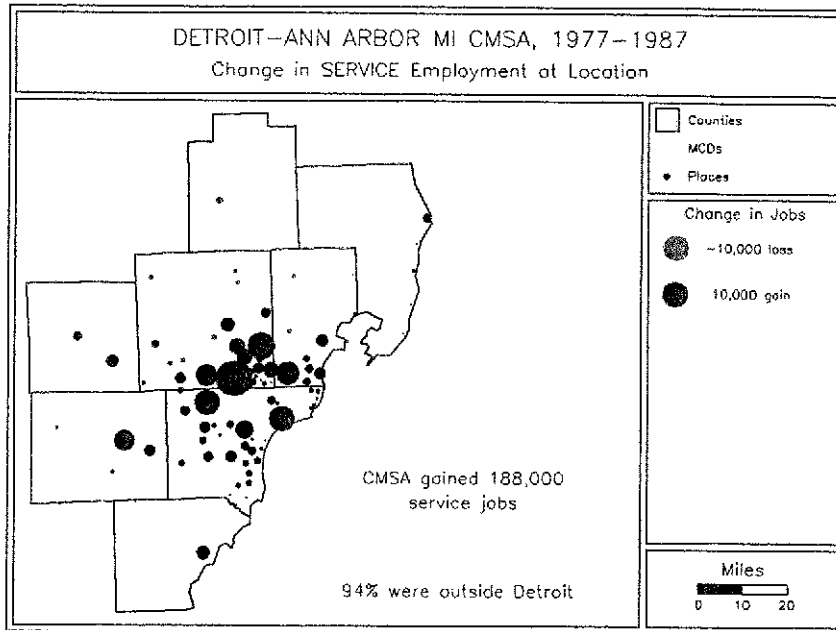 DETROIT-ANN ARBOR MI CMSA, 1977-1987
Change in SERVICE Employment at Location
Counties
MCDs
Places
Change in Jobs
-10,000 loss
10,000 gain
CMSA gained 188,000
service jobs
94% were outside Detroit
Miles
0 10 20